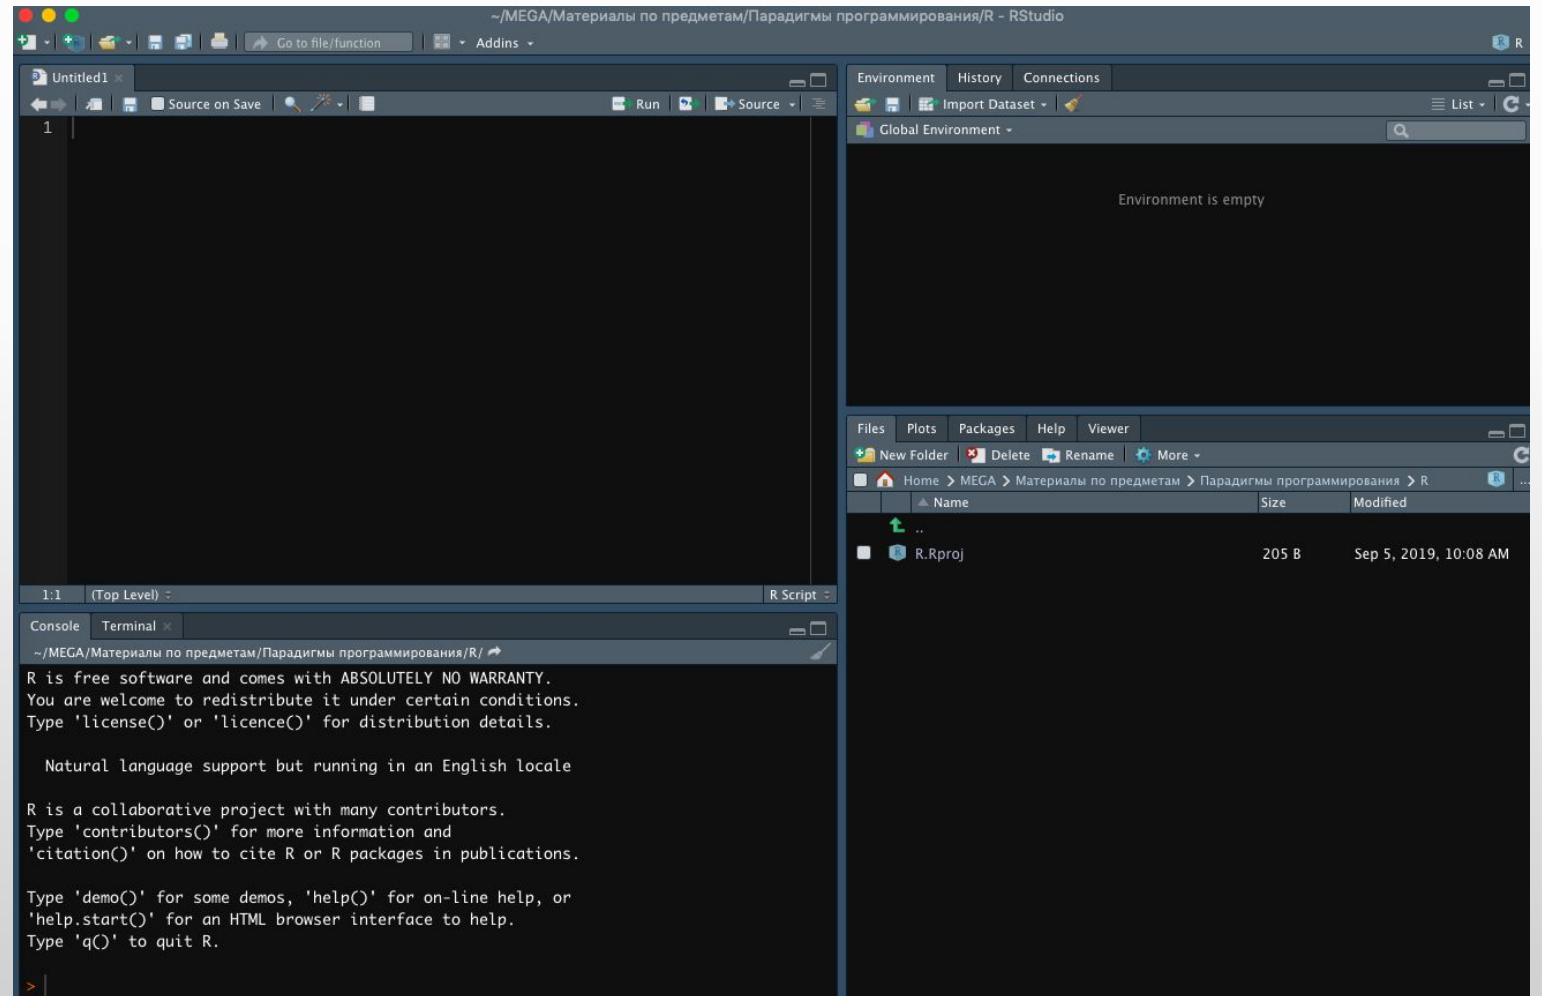 ~/MEGA/Материалы по предметам/Парадигмы программирования/R - RStudio
Go to file/function
Addins
R
Untitled1
Source on Save
Run
Source
1
1:1
(Top Level)
R Script
Console
Terminal
~/MEGA/Материалы по предметам/Парадигмы программирования/R/
R is free software and comes with ABSOLUTELY NO WARRANTY.
You are welcome to redistribute it under certain conditions.
Type 'license()' or 'licence()' for distribution details.
Natural language support but running in an English locale
R is a collaborative project with many contributors.
Type 'contributors()' for more information and
'citation()' on how to cite R or R packages in publications.
Type 'demo()' for some demos, 'help()' for on-line help, or
'help.start()' for an HTML browser interface to help.
Type 'q()' to quit R.
>
Environment
History
Connections
Import Dataset
List
Global Environment
Environment is empty
Files
Plots
Packages
Help
Viewer
New Folder
Delete
Rename
More
Home > MEGA > Материалы по предметам > Парадигмы программирования > R
...
Name
Size
Modified
..
R.Rproj
205 B
Sep 5, 2019, 10:08 AM